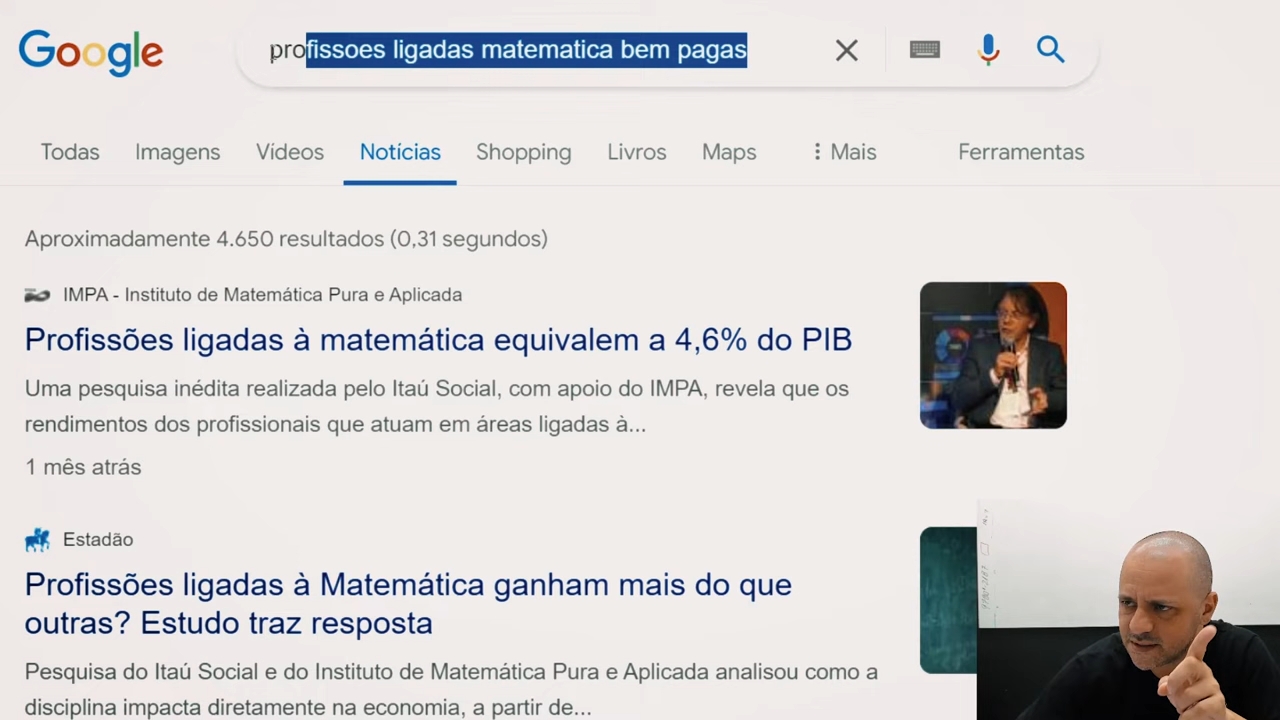 Google
profissoes ligadas matematica bem pagas
Todas Imagens Vídeos Notícias Shopping Livros Maps Mais Ferramentas
Aproximadamente 4.650 resultados (0,31 segundos)
IMPA - Instituto de Matemática Pura e Aplicada
Profissões ligadas à matemática equivalem a 4,6% do PIB
Uma pesquisa inédita realizada pelo Itaú Social, com apoio do IMPA, revela que os
rendimentos dos profissionais que atuam em áreas ligadas à...
1 mês atrás
Estadão
Profissões ligadas à Matemática ganham mais do que
outras? Estudo traz resposta
Pesquisa do Itaú Social e do Instituto de Matemática Pura e Aplicada analisou como a
disciplina impacta diretamente na economia, a partir de...